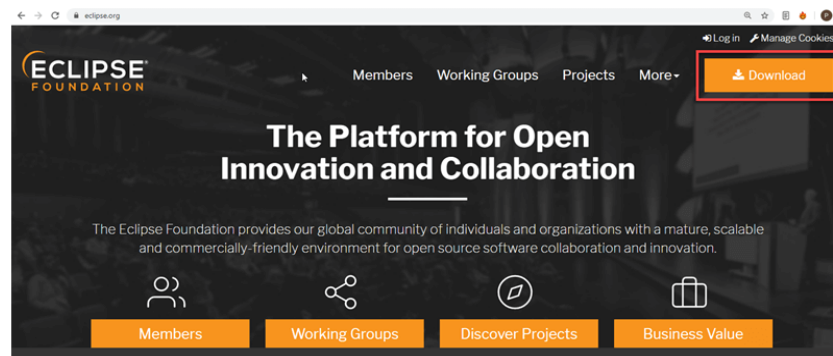 eclipse.org
Log in Manage Cookies
ECLIPSE
FOUNDATION
Members Working Groups Projects More Download
The Platform for Open
Innovation and Collaboration
The Eclipse Foundation provides our global community of individuals and organizations with a mature, scalable
and commercially-friendly environment for open source software collaboration and innovation.
Members Working Groups Discover Projects Business Value